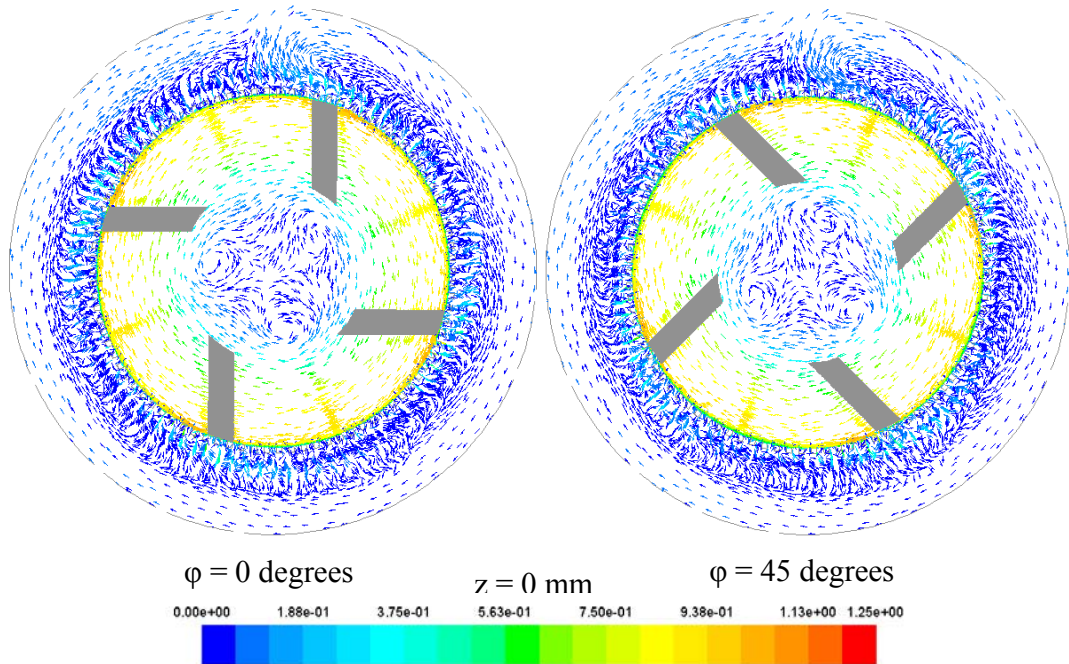 φ = 0 degrees z = 0 mm φ = 45 degrees
0.00e+00 1.88e-01 3.75e-01 5.63e-01 7.50e-01 9.38e-01 1.13e+00 1.25e+00